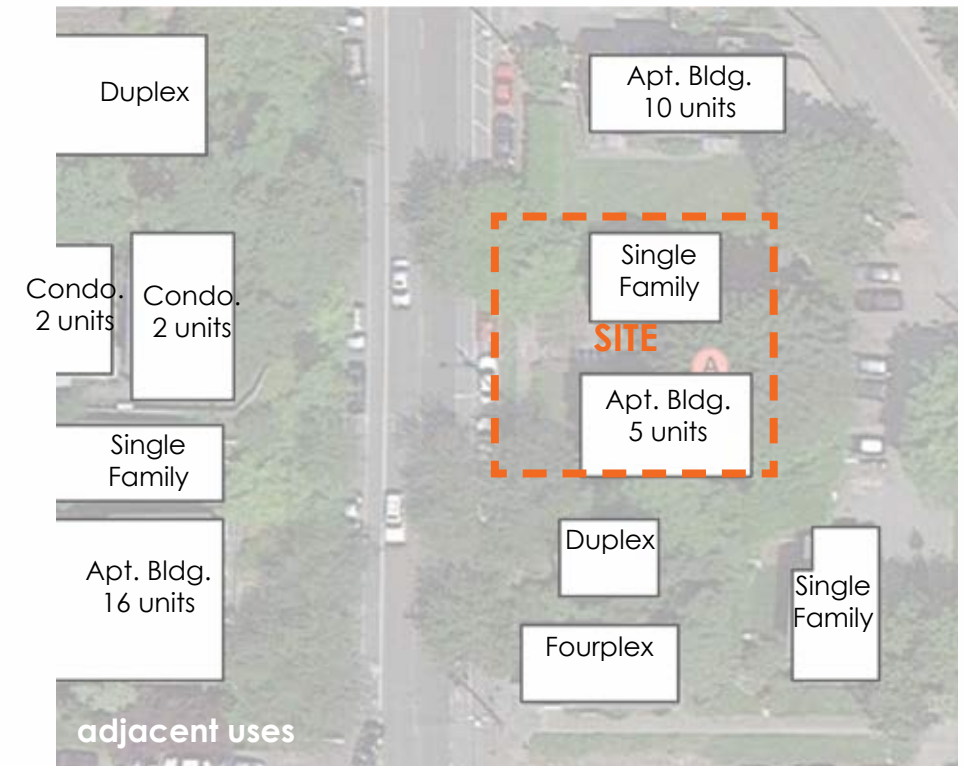 Duplex
Apt. Bldg.
10 units
Single
Family
SITE
A
Apt. Bldg.
5 units
Condo.
2 units
Condo.
2 units
Single
Family
Apt. Bldg.
16 units
Duplex
Single
Family
Fourplex
adjacent uses